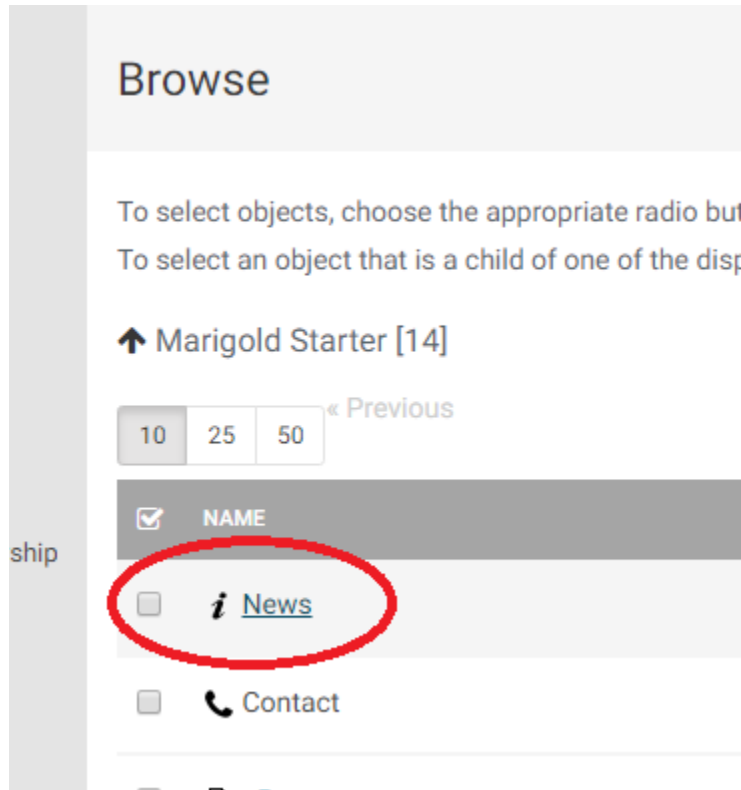 Browse
To select objects, choose the appropriate radio but
To select an object that is a child of one of the disp
Marigold Starter [14]
10 25 50 « Previous
NAME
ship
News
Contact